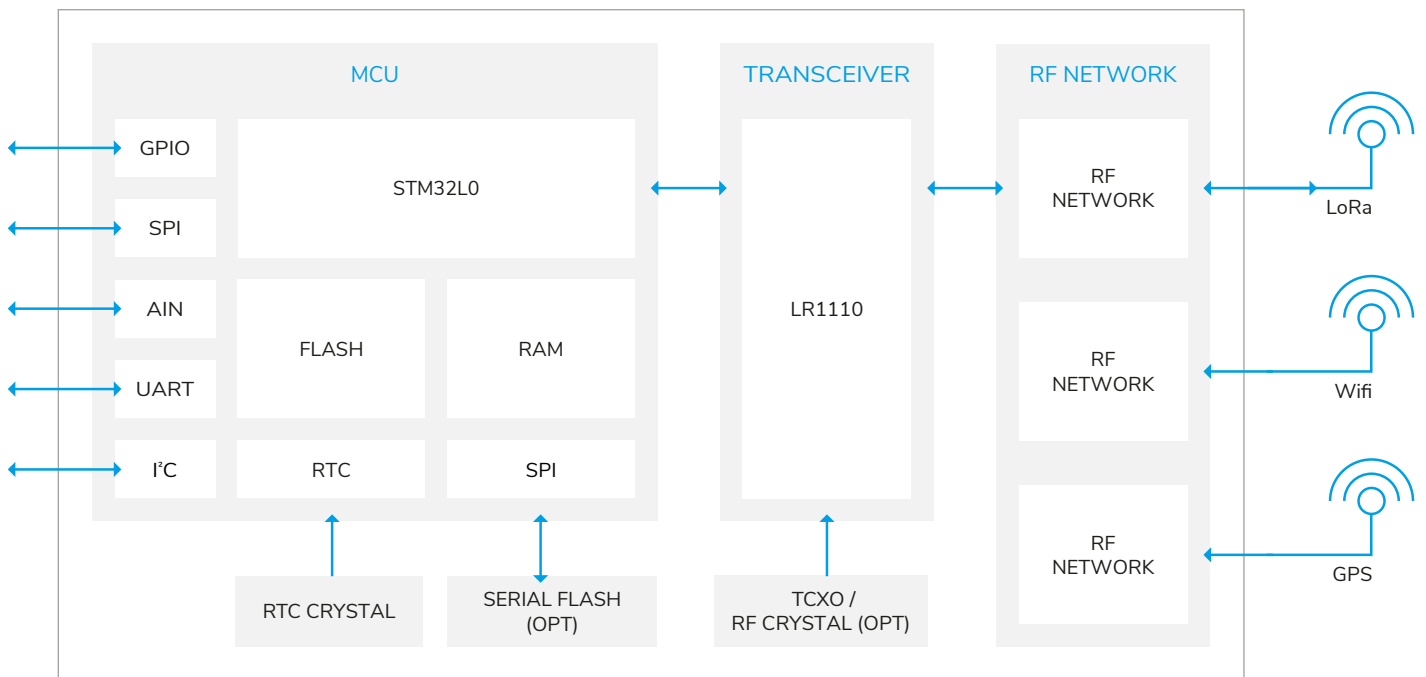 MCU
TRANSCEIVER
RF NETWORK
GPIO
SPI
AIN
UART
I²C
STM32L0
FLASH
RAM
RTC
SPI
LR1110
RF
NETWORK
RF
NETWORK
RF
NETWORK
LoRa
Wifi
GPS
RTC CRYSTAL
SERIAL FLASH
(OPT)
TCXO /
RF CRYSTAL (OPT)